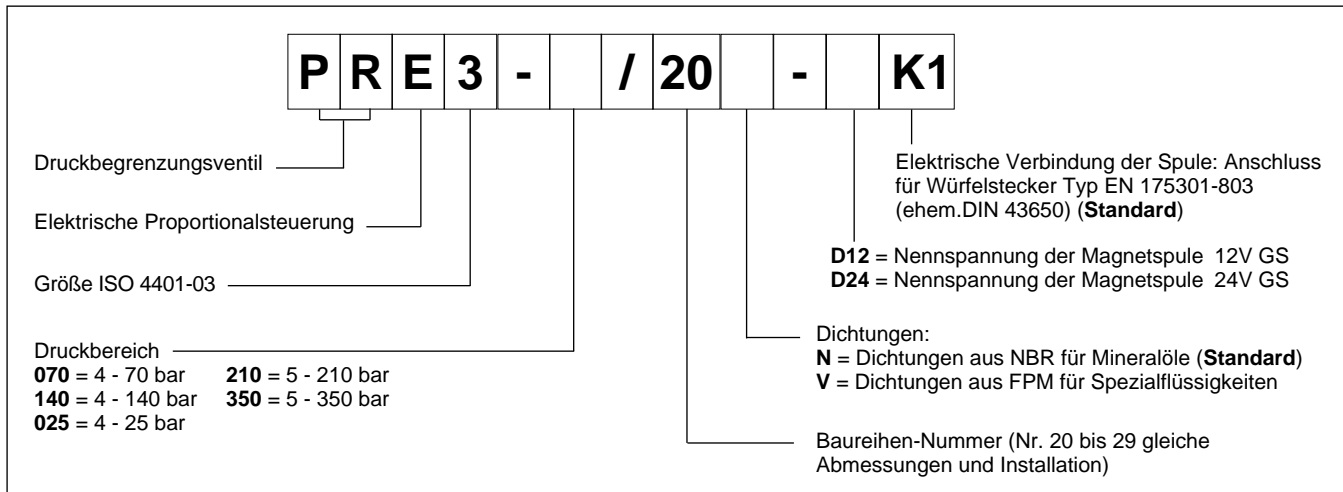 P R E 3 - / 20 - K1
Druckbegrenzungsventil
Elektrische Proportionalsteuerung
Größe ISO 4401-03
Druckbereich
070 = 4 - 70 bar 210 = 5 - 210 bar
140 = 4 - 140 bar 350 = 5 - 350 bar
025 = 4 - 25 bar
Elektrische Verbindung der Spule: Anschluss
für Würfelstecker Typ EN 175301-803
(ehem.DIN 43650) (Standard)
D12 = Nennspannung der Magnetspule 12V GS
D24 = Nennspannung der Magnetspule 24V GS
Dichtungen:
N = Dichtungen aus NBR für Mineralöle (Standard)
V = Dichtungen aus FPM für Spezialflüssigkeiten
Baureihen-Nummer (Nr. 20 bis 29 gleiche
Abmessungen und Installation)